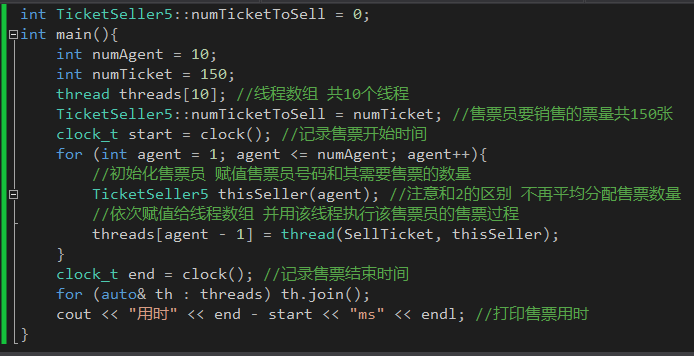 int TicketSeller5::numTicketToSell = 0;
int main(){
int numAgent = 10;
int numTicket = 150;
thread threads[10]; //线程数组 共10个线程
TicketSeller5::numTicketToSell = numTicket; //售票员要销售的票量共150张
clock_t start = clock(); //记录售票开始时间
for (int agent = 1; agent <= numAgent; agent++){
//初始化售票员 赋值售票员号码和其需要售票的数量
TicketSeller5 thisSeller(agent); //注意和2的区别 不再平均分配售票数量
//依次赋值给线程数组 并用该线程执行该售票员的售票过程
threads[agent - 1] = thread(SellTicket, thisSeller);
}
clock_t end = clock(); //记录售票结束时间
for (auto& th : threads) th.join();
cout << "用时" << end - start << "ms" << endl; //打印售票用时
}